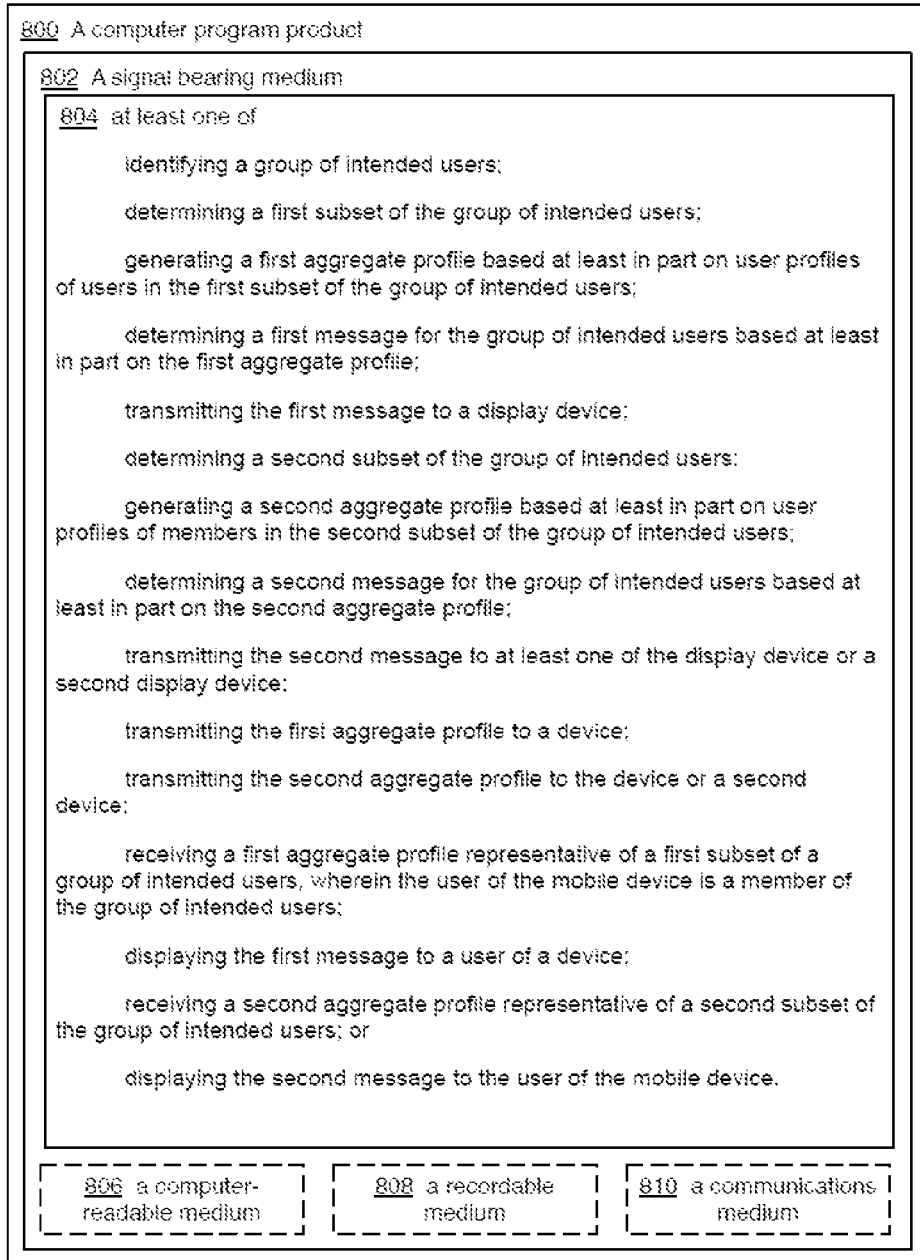 800 A computer program product
802 A signal bearing medium
804 at least one of
identifying a group of intended users;
determining a first subset of the group of intended users;
generating a first aggregate profile based at least in part on user profiles
of users in the first subset of the group of intended users;
determining a first message for the group of intended users based at least
in part on the first aggregate profile;
transmitting the first message to a display device;
determining a second subset of the group of intended users;
generating a second aggregate profile based at least in part on user
profiles of members in the second subset of the group of intended users;
determining a second message for the group of intended users based at
least in part on the second aggregate profile;
transmitting the second message to at least one of the display device or a
second display device;
transmitting the first aggregate profile to a device;
transmitting the second aggregate profile to the device or a second
device;
receiving a first aggregate profile representative of a first subset of a
group of intended users, wherein the user of the mobile device is a member of
the group of intended users;
displaying the first message to a user of a device;
receiving a second aggregate profile representative of a second subset of
the group of intended users; or
displaying the second message to the user of the mobile device.
806 a computer-
readable medium
808 a recordable
medium
810 a communications
medium